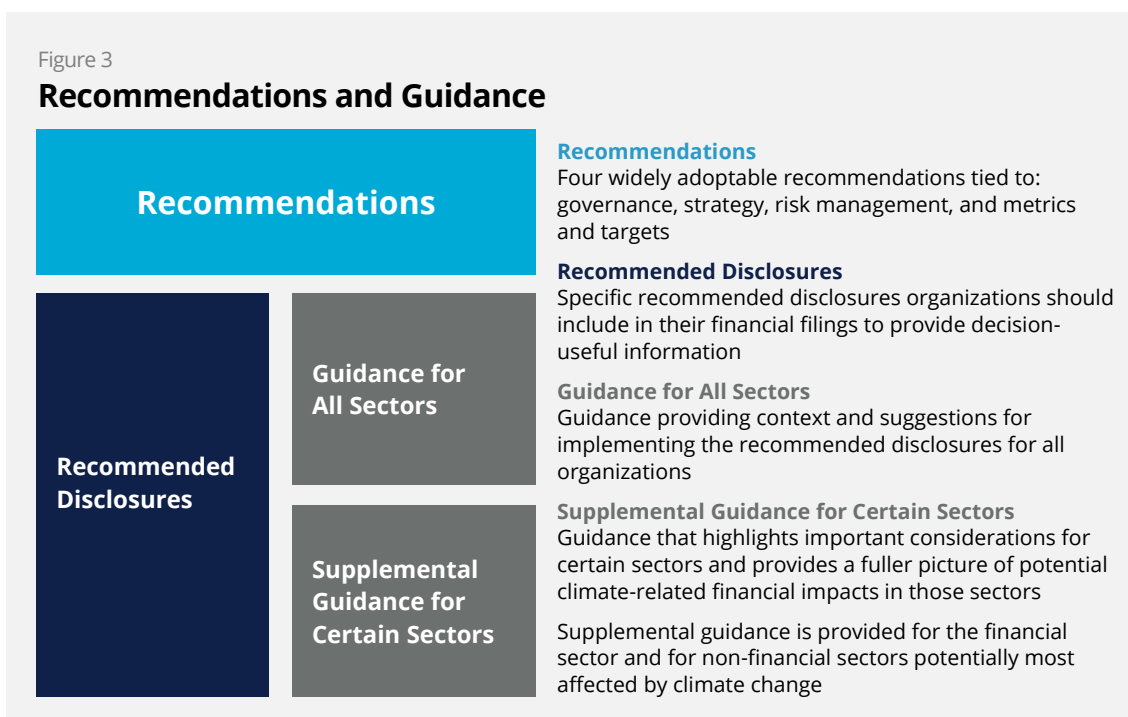 Figure 3
Recommendations and Guidance
Recommendations
Recommended
Disclosures
Guidance for
All Sectors
Supplemental
Guidance for
Certain Sectors
Recommendations
Four widely adoptable recommendations tied to:
governance, strategy, risk management, and metrics
and targets
Recommended Disclosures
Specific recommended disclosures organizations should
include in their financial filings to provide decision-
useful information
Guidance for All Sectors
Guidance providing context and suggestions for
implementing the recommended disclosures for all
organizations
Supplemental Guidance for Certain Sectors
Guidance that highlights important considerations for
certain sectors and provides a fuller picture of potential
climate-related financial impacts in those sectors
Supplemental guidance is provided for the financial
sector and for non-financial sectors potentially most
affected by climate change